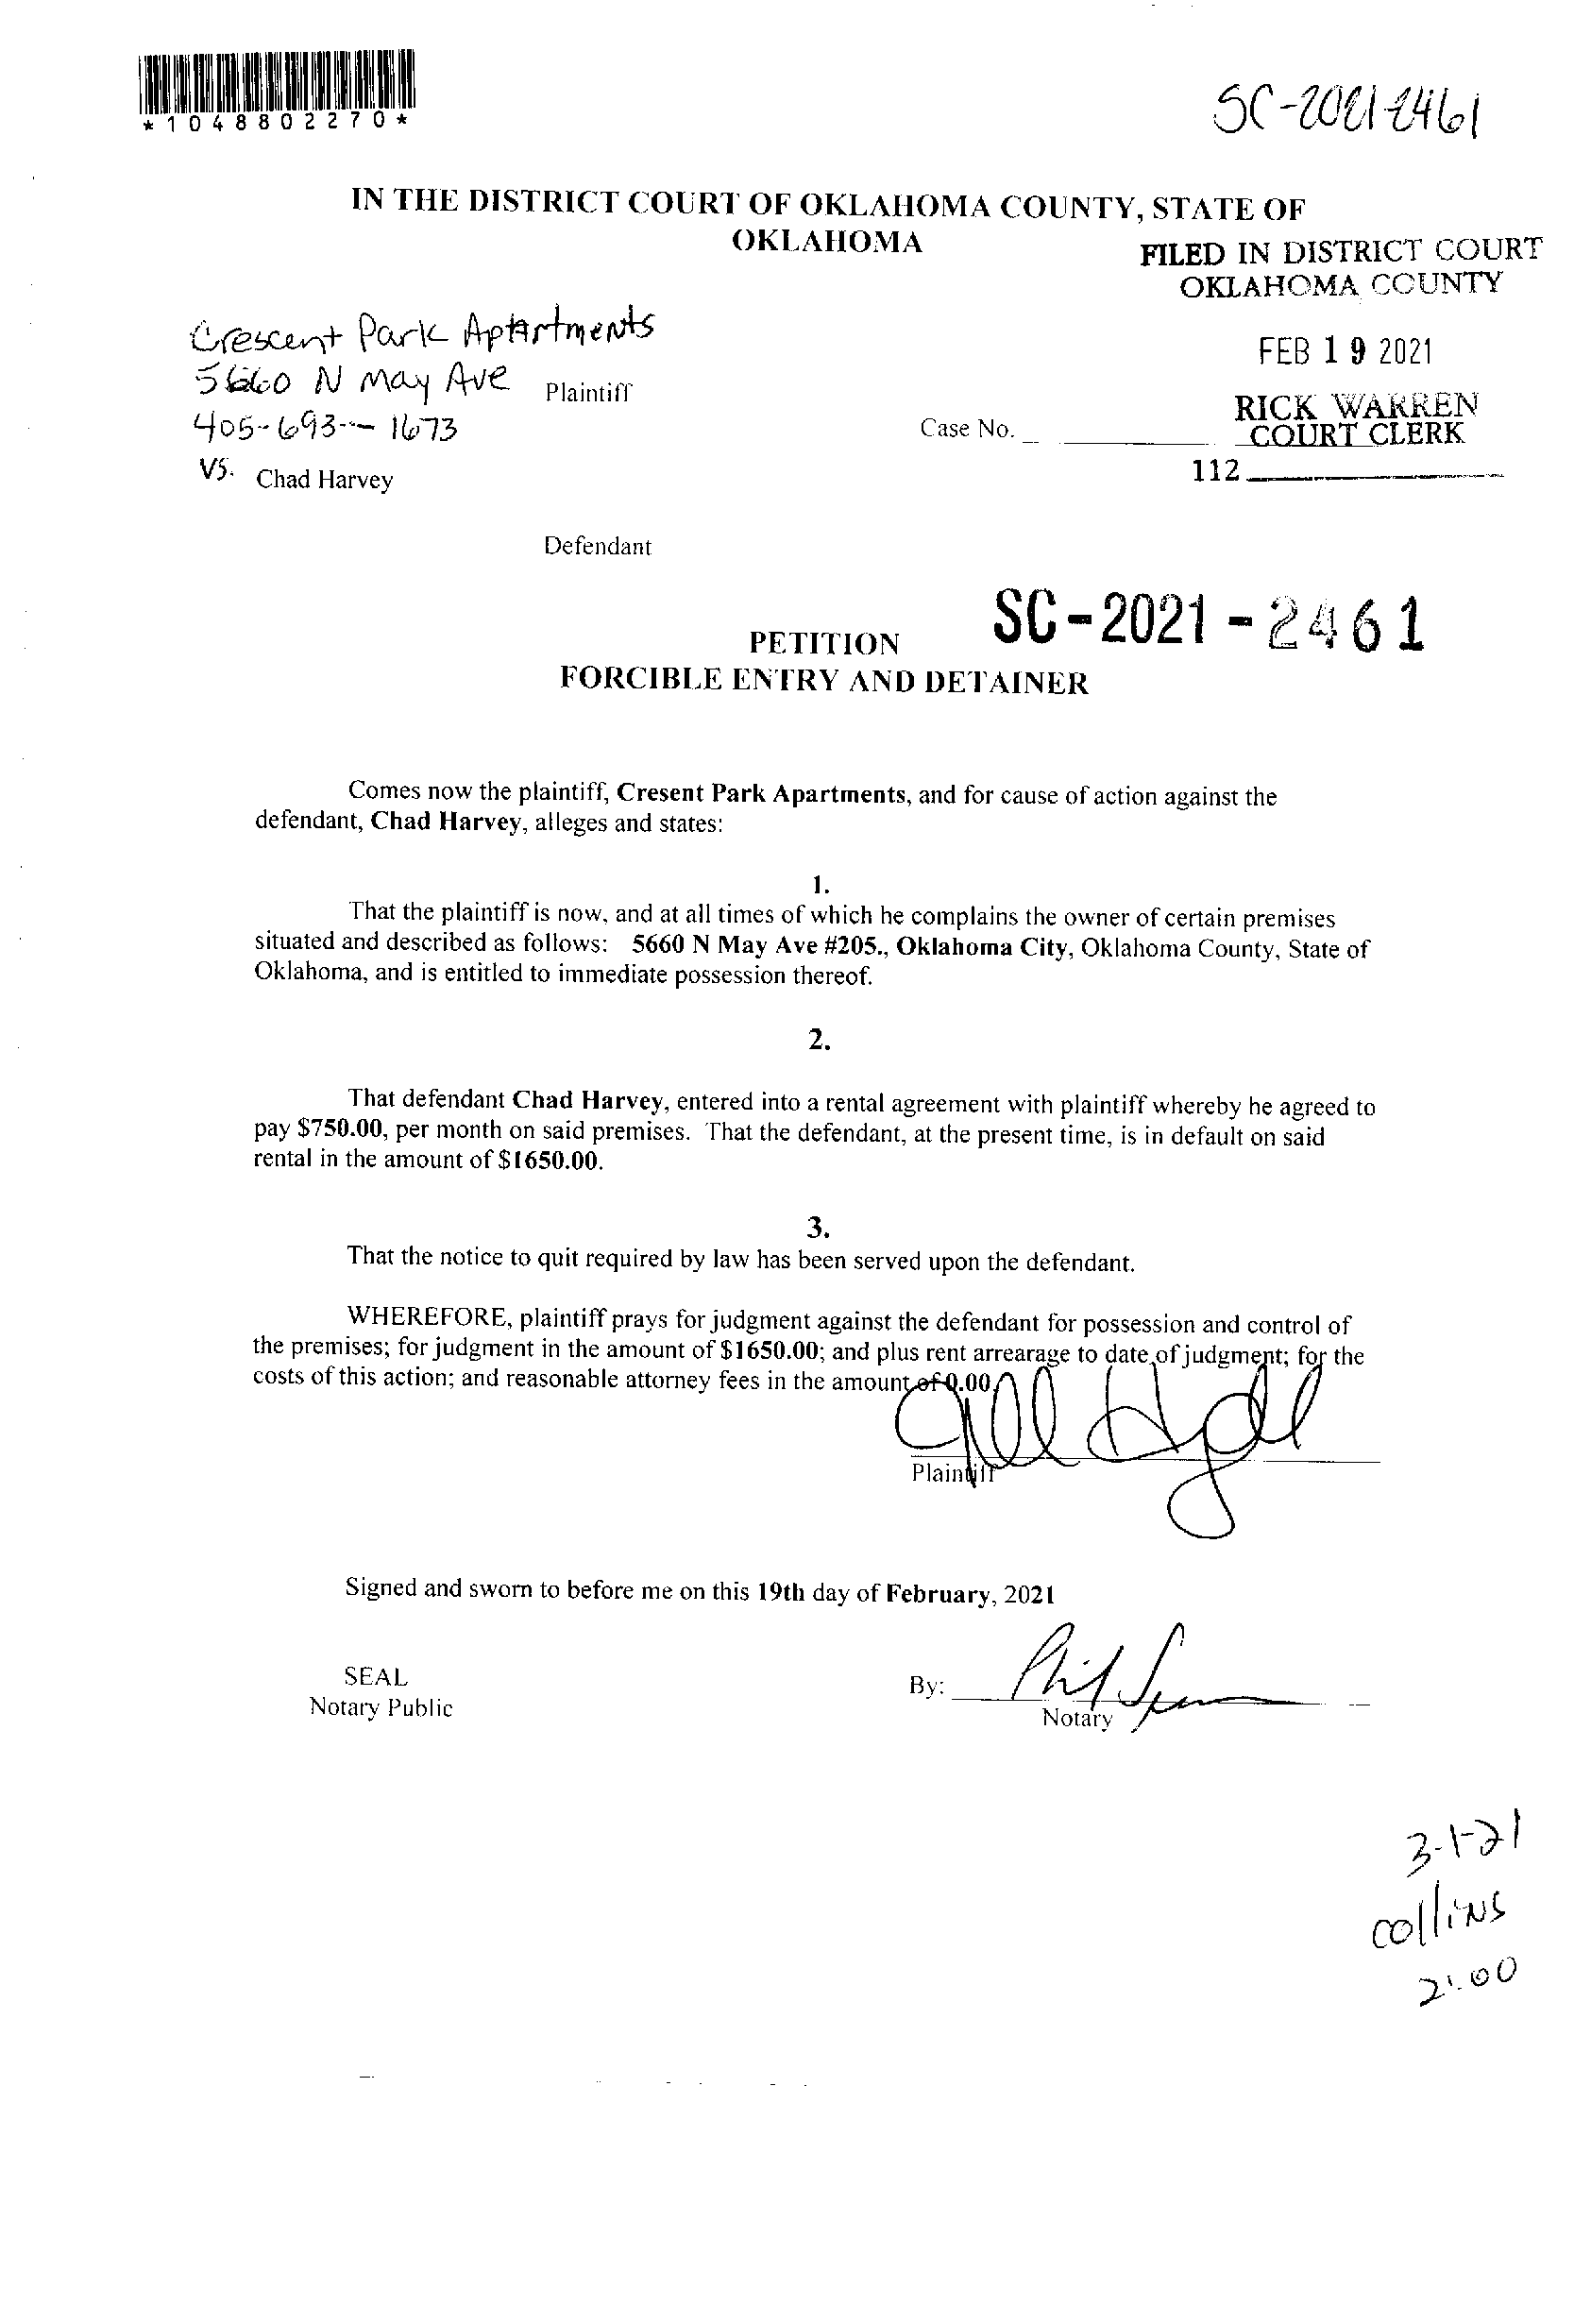 *1048802270*
SC-2021-2461
IN THE DISTRICT COURT OF OKLAHOMA COUNTY, STATE OF
OKLAHOMA
FILED IN DISTRICT COURT
OKLAHOMA COUNTY
Crescent Park Apartments
FEB 19 2021
5660 N May Ave Plaintiff
RICK WARREN
405-693-1673
Case No. COURT CLERK
vs. Chad Harvey
112
Defendant
SC-2021-2461
PETITION
FORCIBLE ENTRY AND DETAINER
Comes now the plaintiff, Cresent Park Apartments, and for cause of action against the
defendant, Chad Harvey, alleges and states:
1.
That the plaintiff is now, and at all times of which he complains the owner of certain premises
situated and described as follows: 5660 N May Ave #205., Oklahoma City, Oklahoma County, State of
Oklahoma, and is entitled to immediate possession thereof.
2.
That defendant Chad Harvey, entered into a rental agreement with plaintiff whereby he agreed to
pay $750.00, per month on said premises. That the defendant, at the present time, is in default on said
rental in the amount of $1650.00.
3.
That the notice to quit required by law has been served upon the defendant.
WHEREFORE, plaintiff prays for judgment against the defendant for possession and control of
the premises; for judgment in the amount of $1650.00; and plus rent arrearage to date of judgment; for the
costs of this action; and reasonable attorney fees in the amount of 0.00.
Plaintiff
Signed and sworn to before me on this 19th day of February, 2021
SEAL
By:
Notary Public
Notary
3-1-21
collins
2:00